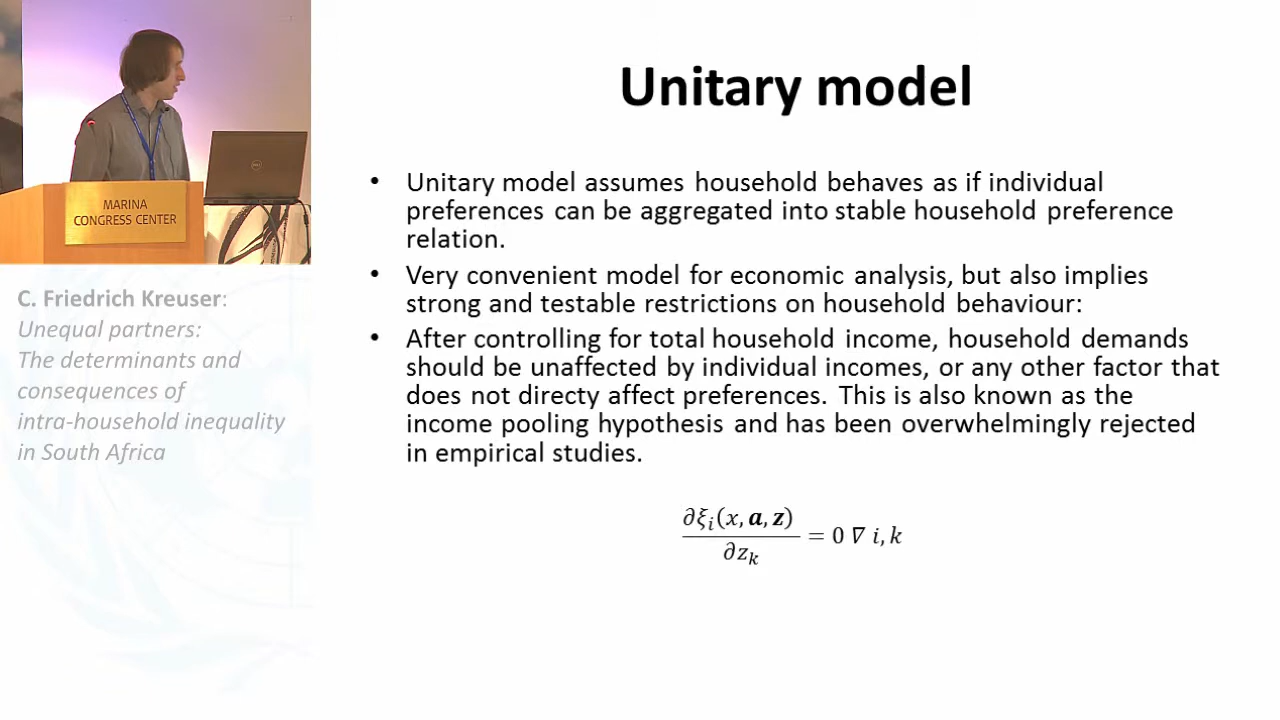 MARINA
CONGRESS CENTER
C. Friedrich Kreuser:
Unequal partners:
The determinants and
consequences of
intra-household inequality
in South Africa
Unitary model
• Unitary model assumes household behaves as if individual
preferences can be aggregated into stable household preference
relation.
• Very convenient model for economic analysis, but also implies
strong and testable restrictions on household behaviour:
• After controlling for total household income, household demands
should be unaffected by individual incomes, or any other factor that
does not directy affect preferences. This is also known as the
income pooling hypothesis and has been overwhelmingly rejected
in empirical studies.
∂ξᵢ(x, a, z)
∂zₖ
= 0 ∇ i, k